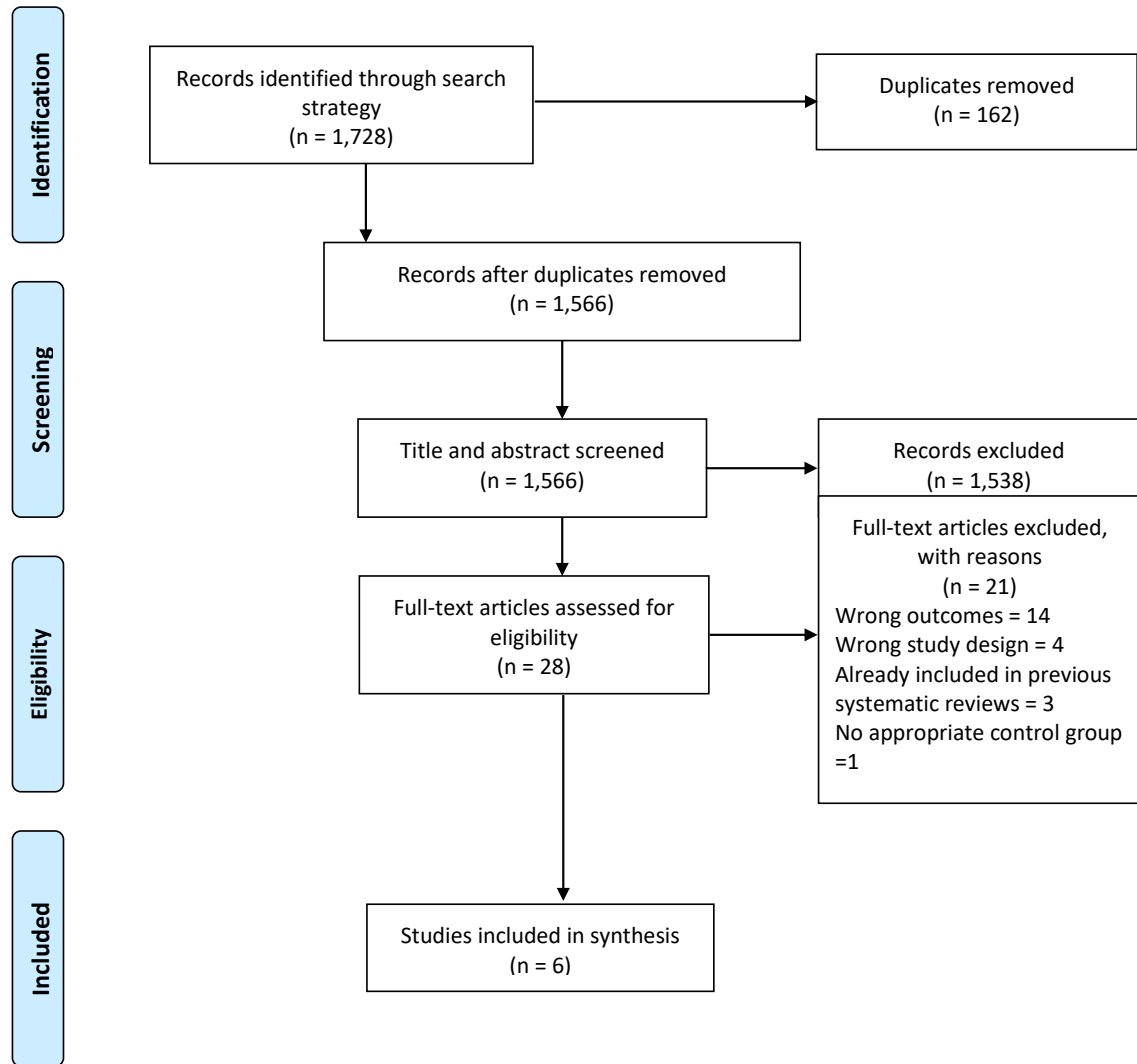 Identification
Records identified through search
strategy
(n = 1,728)
Duplicates removed
(n = 162)
Records after duplicates removed
(n = 1,566)
Screening
Title and abstract screened
(n = 1,566)
Records excluded
(n = 1,538)
Eligibility
Full-text articles assessed for
eligibility
(n = 28)
Full-text articles excluded,
with reasons
(n = 21)
Wrong outcomes = 14
Wrong study design = 4
Already included in previous
systematic reviews = 3
No appropriate control group
=1
Included
Studies included in synthesis
(n = 6)